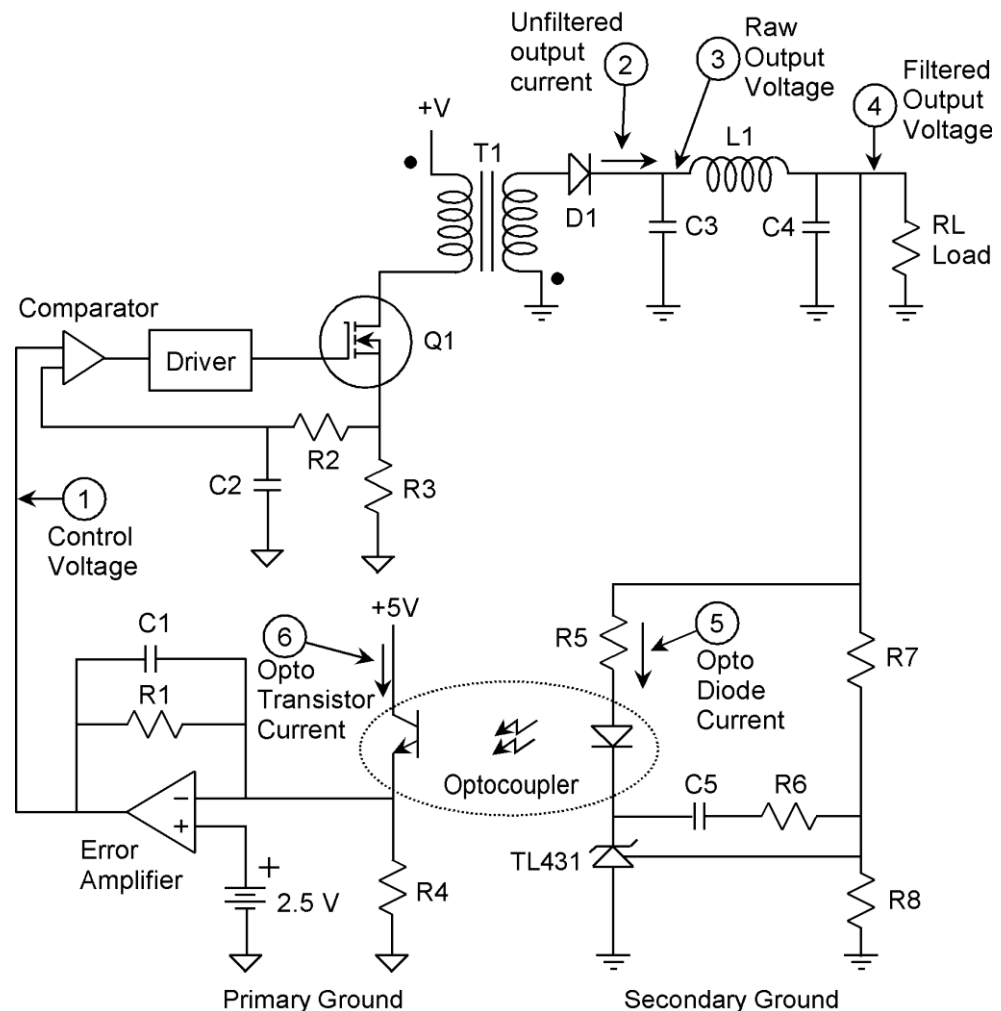 Unfiltered
output
current
2
3
Raw
Output
Voltage
4
Filtered
Output
Voltage
+V
T1
L1
D1
C3
C4
RL
Load
Comparator
Driver
Q1
R2
C2
R3
1
Control
Voltage
+5V
C1
6
Opto
Transistor
Current
R5
5
Opto
Diode
Current
R7
R1
Optocoupler
C5
R6
−
+
Error
Amplifier
+
2.5 V
R4
TL431
R8
Primary Ground
Secondary Ground